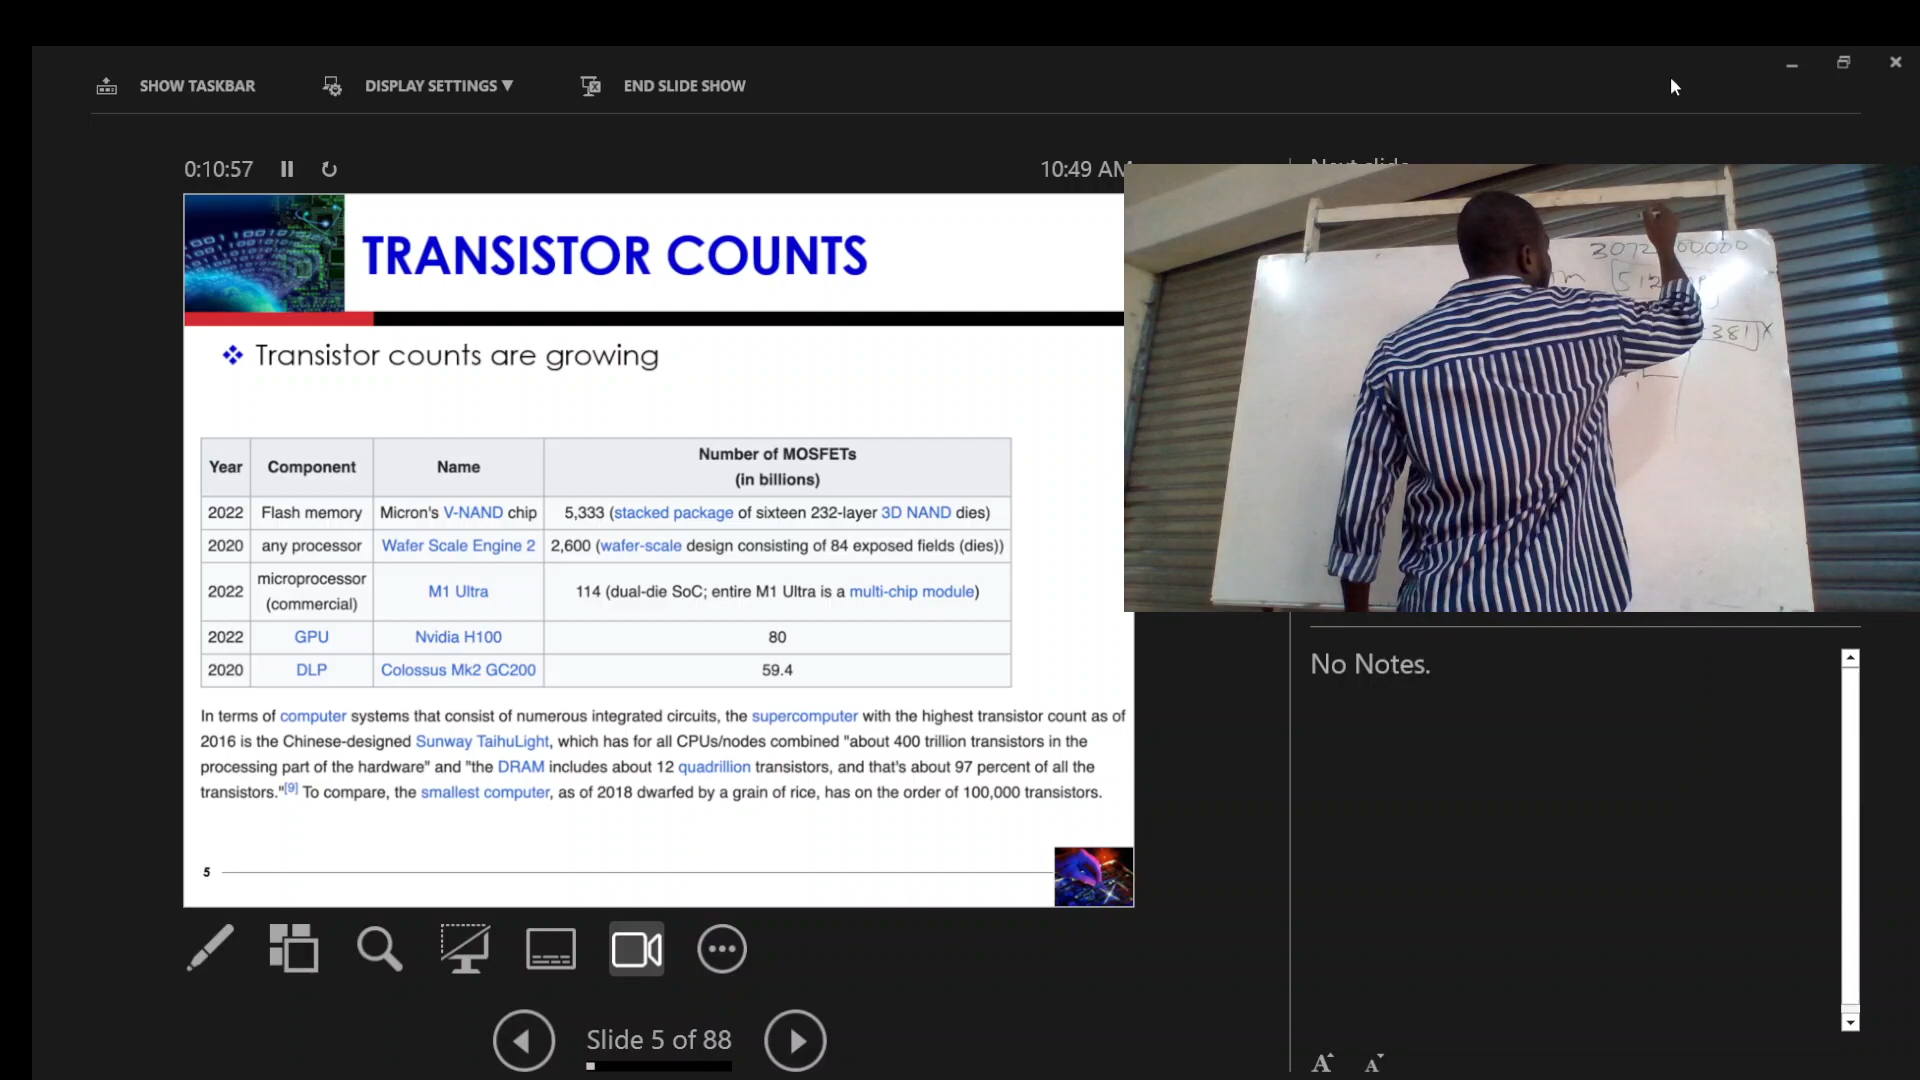 SHOW TASKBAR
DISPLAY SETTINGS ▼
END SLIDE SHOW
0:10:57
10:49 AM
Next slide
TRANSISTOR COUNTS
❖ Transistor counts are growing
Year Component Name Number of MOSFETs (in billions)
2022 Flash memory Micron's V-NAND chip 5,333 (stacked package of sixteen 232-layer 3D NAND dies)
2020 any processor Wafer Scale Engine 2 2,600 (wafer-scale design consisting of 84 exposed fields (dies))
2022 microprocessor (commercial) M1 Ultra 114 (dual-die SoC; entire M1 Ultra is a multi-chip module)
2022 GPU Nvidia H100 80
2020 DLP Colossus Mk2 GC200 59.4
In terms of computer systems that consist of numerous integrated circuits, the supercomputer with the highest transistor count as of
2016 is the Chinese-designed Sunway TaihuLight, which has for all CPUs/nodes combined "about 400 trillion transistors in the
processing part of the hardware" and "the DRAM includes about 12 quadrillion transistors, and that's about 97 percent of all the
transistors."[9] To compare, the smallest computer, as of 2018 dwarfed by a grain of rice, has on the order of 100,000 transistors.
5
3072
512
381
No Notes.
Slide 5 of 88